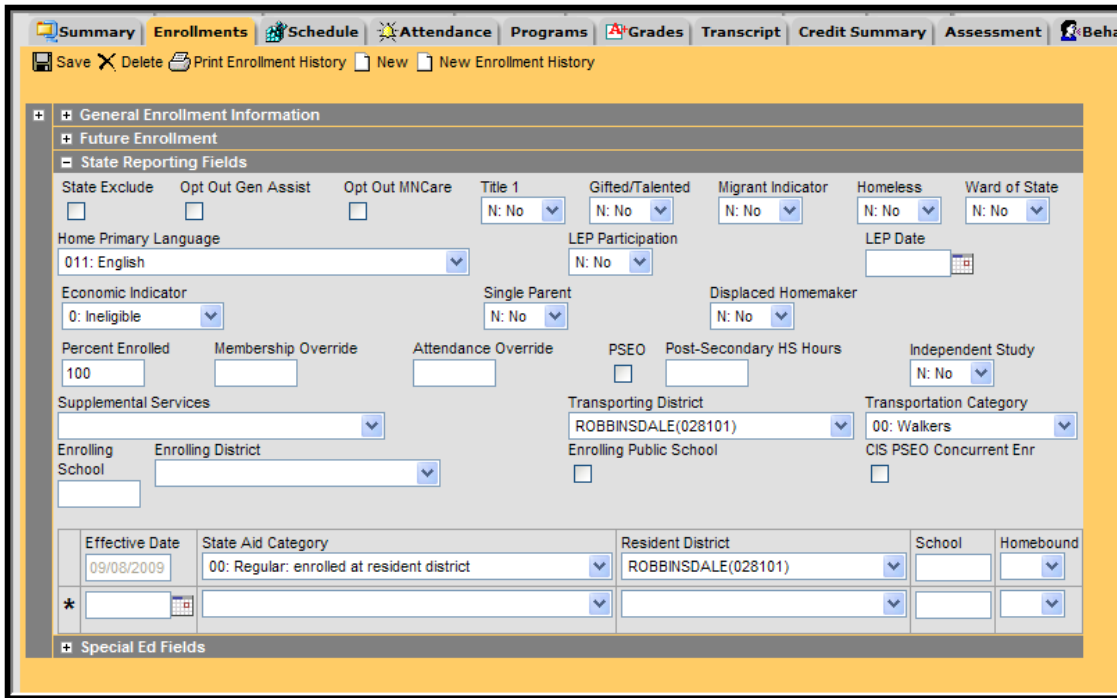 Summary Enrollments Schedule Attendance Programs Grades Transcript Credit Summary Assessment Beha
Save Delete Print Enrollment History New New Enrollment History
General Enrollment Information
Future Enrollment
State Reporting Fields
State Exclude Opt Out Gen Assist Opt Out MNCare Title 1 Gifted/Talented Migrant Indicator Homeless Ward of State
N: No N: No N: No N: No N: No
Home Primary Language LEP Participation LEP Date
011: English N: No
Economic Indicator Single Parent Displaced Homemaker
0: Ineligible N: No N: No
Percent Enrolled Membership Override Attendance Override PSEO Post-Secondary HS Hours Independent Study
100 N: No
Supplemental Services Transporting District Transportation Category
ROBBINSDALE(028101) 00: Walkers
Enrolling School Enrolling District Enrolling Public School CIS PSEO Concurrent Enr
Effective Date State Aid Category Resident District School Homebound
09/08/2009 00: Regular: enrolled at resident district ROBBINSDALE(028101)
*
Special Ed Fields